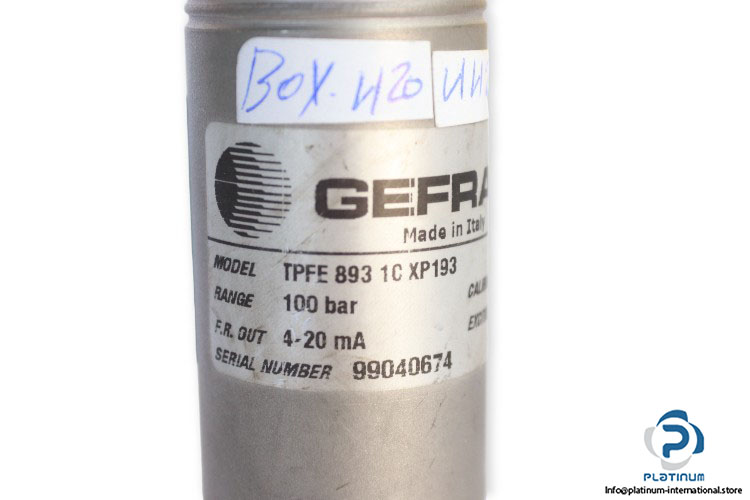 BOX. H20
GEFRA
Made in Italy
MODEL TPFE 893 1C XP193
RANGE 100 bar
F.R. OUT 4-20 mA
SERIAL NUMBER 99040674
PLATINUM
Info@platinum-international.store